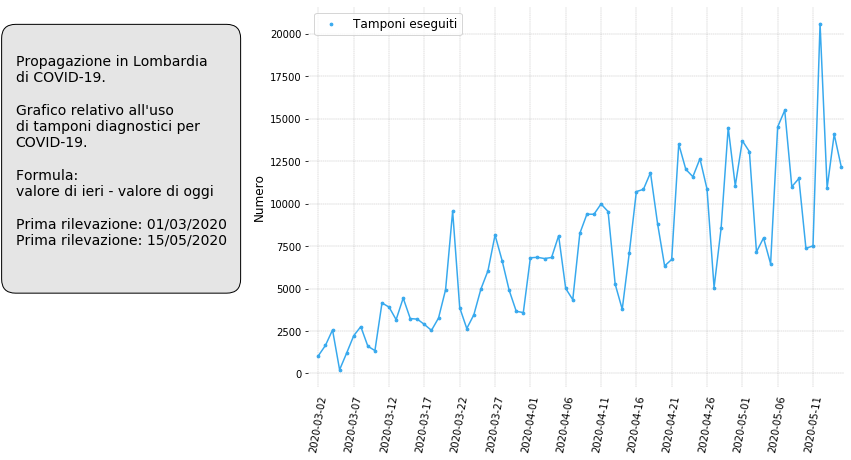 Propagazione in Lombardia
di COVID-19.
Grafico relativo all'uso
di tamponi diagnostici per
COVID-19.
Formula:
valore di ieri - valore di oggi
Prima rilevazione: 01/03/2020
Prima rilevazione: 15/05/2020
Tamponi eseguiti
Numero
20000
17500
15000
12500
10000
7500
5000
2500
0
2020-03-02
2020-03-07
2020-03-12
2020-03-17
2020-03-22
2020-03-27
2020-04-01
2020-04-06
2020-04-11
2020-04-16
2020-04-21
2020-04-26
2020-05-01
2020-05-06
2020-05-11